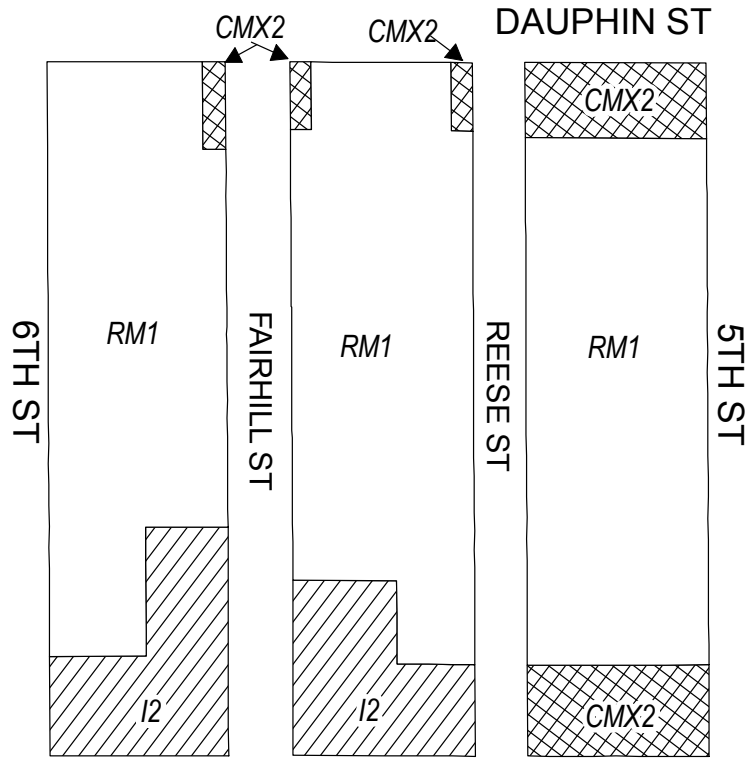 DAUPHIN ST
CMX2
CMX2
CMX2
6TH ST
RM1
FAIRHILL ST
RM1
REESE ST
RM1
5TH ST
I2
I2
CMX2